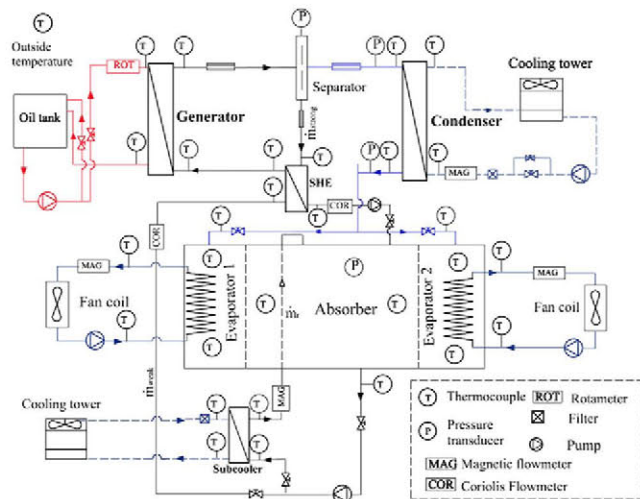 T
Outside
temperature
ROT
T
T
P
Separator
P
T
T
Cooling tower
Oil tank
Generator
Condenser
ṁstrong
T
T
T
T
SHE
T
P
T
MAG
T
COR
COR
T
T
T
MAG
T
Fan coil
T
Evaporator 1
T
T
ṁr
P
Absorber
T
Evaporator 2
T
T
T
MAG
Fan coil
T
ṁweak
T
Cooling tower
T
T
T
T
Subcooler
MAG
T Thermocouple
ROT Rotameter
P Pressure
transducer
Filter
Pump
MAG Magnetic flowmeter
COR Coriolis Flowmeter